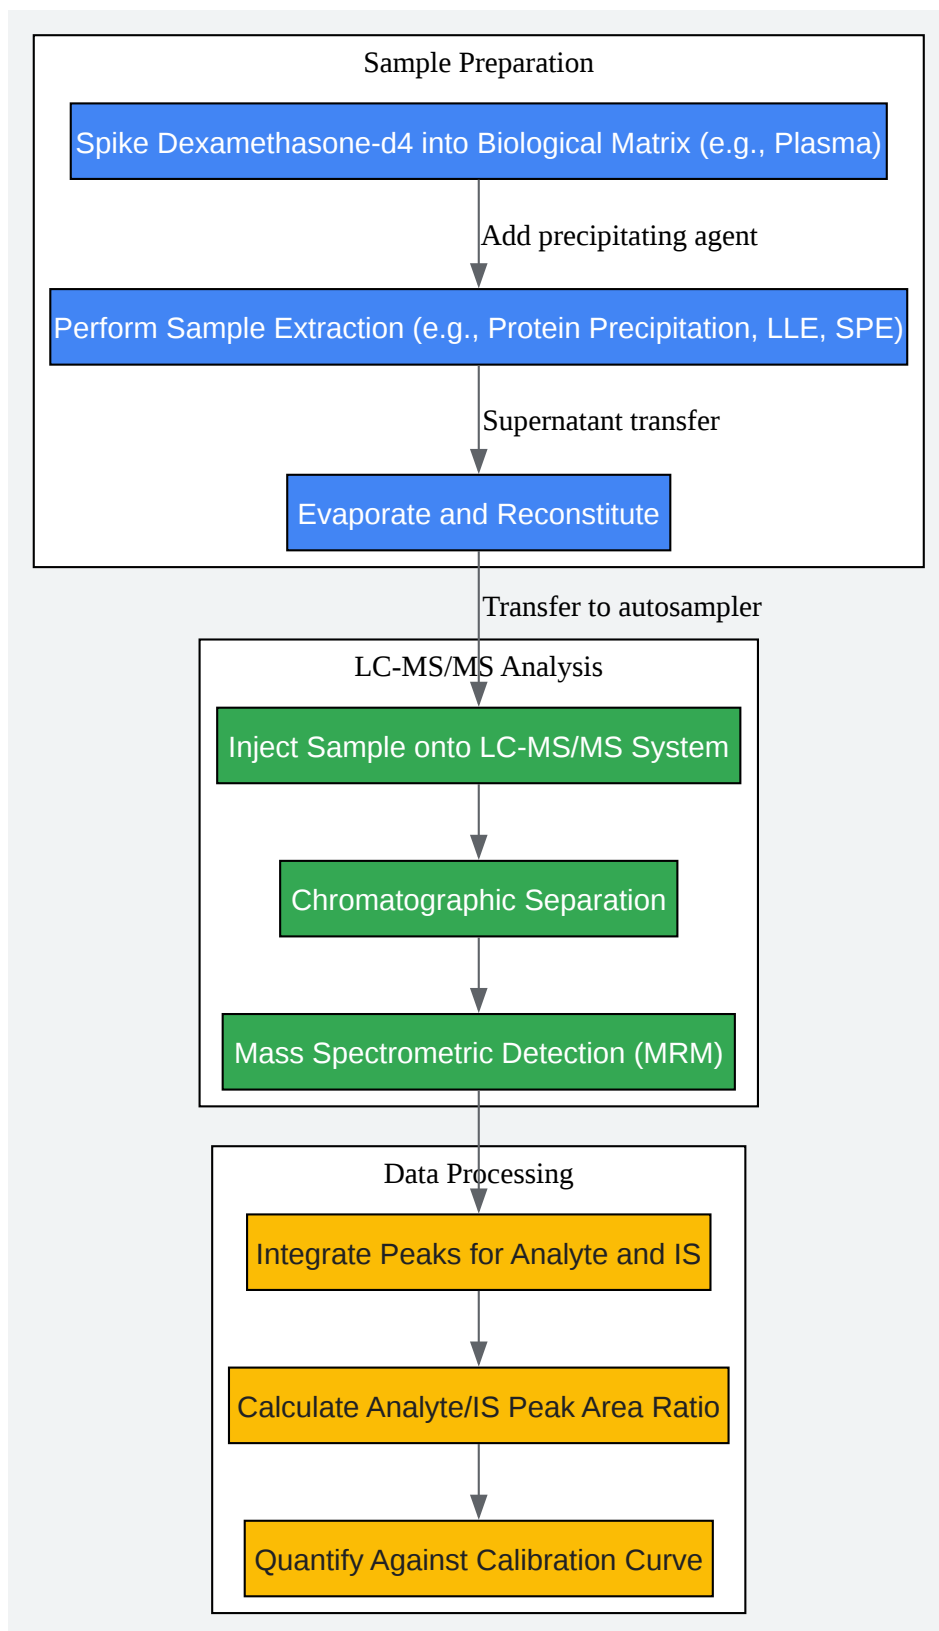 Sample Preparation
Spike Dexamethasone-d4 into Biological Matrix (e.g., Plasma)
Add precipitating agent
Perform Sample Extraction (e.g., Protein Precipitation, LLE, SPE)
Supernatant transfer
Evaporate and Reconstitute
Transfer to autosampler
LC-MS/MS Analysis
Inject Sample onto LC-MS/MS System
Chromatographic Separation
Mass Spectrometric Detection (MRM)
Data Processing
Integrate Peaks for Analyte and IS
Calculate Analyte/IS Peak Area Ratio
Quantify Against Calibration Curve